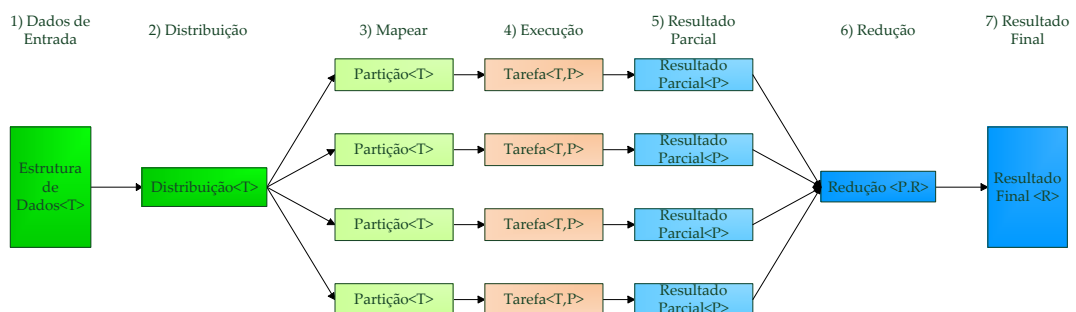 1) Dados de
Entrada
2) Distribuição
3) Mapear
4) Execução
5) Resultado
Parcial
6) Redução
7) Resultado
Final
Estrutura
de
Dados<T>
Distribuição<T>
Partição<T>
Tarefa<T,P>
Resultado
Parcial<P>
Partição<T>
Tarefa<T,P>
Resultado
Parcial<P>
Partição<T>
Tarefa<T,P>
Resultado
Parcial<P>
Partição<T>
Tarefa<T,P>
Resultado
Parcial<P>
Redução <P.R>
Resultado
Final <R>